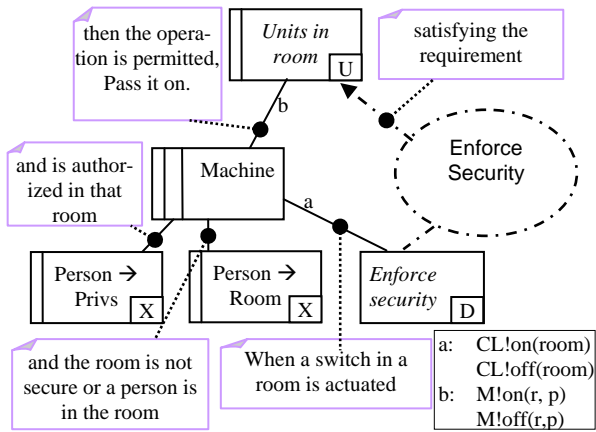 then the opera-
tion is permitted,
Pass it on.
Units in
room
U
satisfying the
requirement
b
Enforce
Security
and is author-
ized in that
room
Machine
a
Person →
Privs
X
Person →
Room
X
Enforce
security
D
and the room is not
secure or a person is
in the room
When a switch in a
room is actuated
a: CL!on(room)
CL!off(room)
b: M!on(r, p)
M!off(r,p)